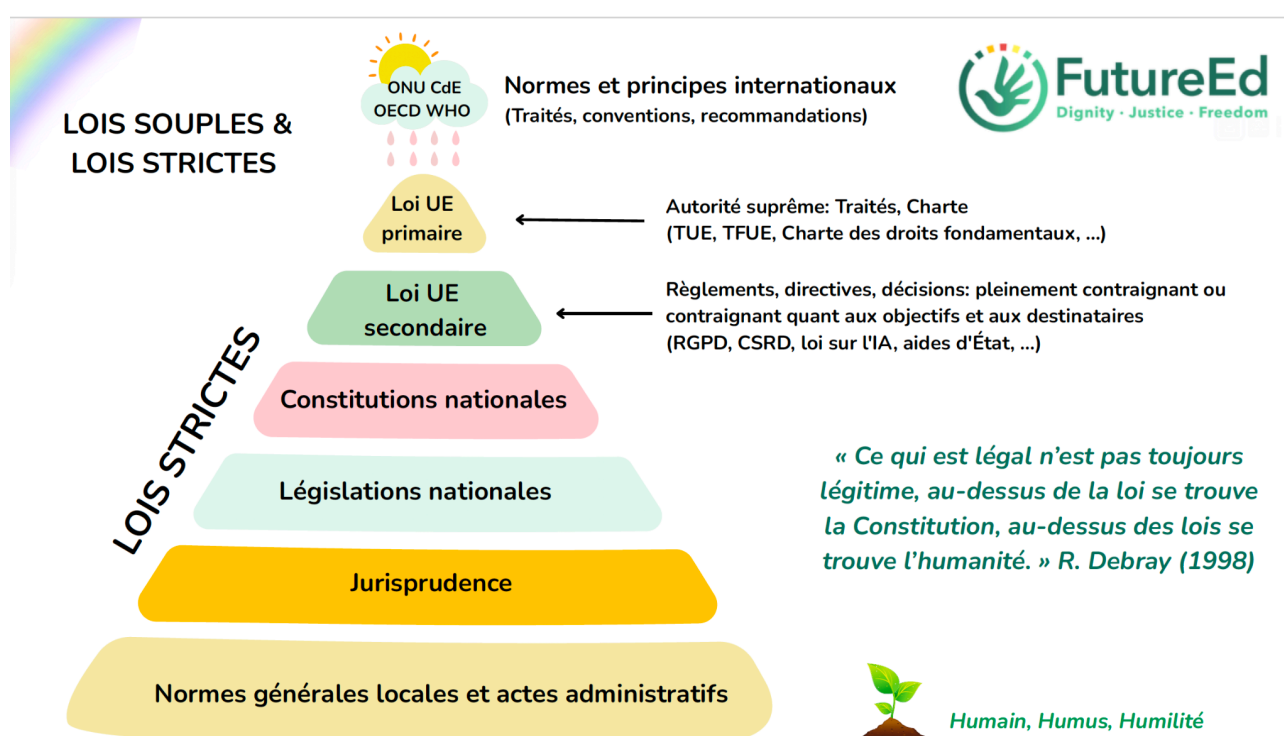 LOIS SOUPLES &
LOIS STRICTES
ONU CdE
OECD WHO
Normes et principes internationaux
(Traités, conventions, recommandations)
FutureEd
Dignity · Justice · Freedom
Loi UE
primaire
Autorité suprême: Traités, Charte
(TUE, TFUE, Charte des droits fondamentaux, ...)
Loi UE
secondaire
Règlements, directives, décisions: pleinement contraignant ou
contraignant quant aux objectifs et aux destinataires
(RGPD, CSRD, loi sur l'IA, aides d'État, ...)
LOIS STRICTES
Constitutions nationales
Législations nationales
Jurisprudence
Normes générales locales et actes administratifs
« Ce qui est légal n’est pas toujours
légitime, au-dessus de la loi se trouve
la Constitution, au-dessus des lois se
trouve l’humanité. » R. Debray (1998)
Humain, Humus, Humilité